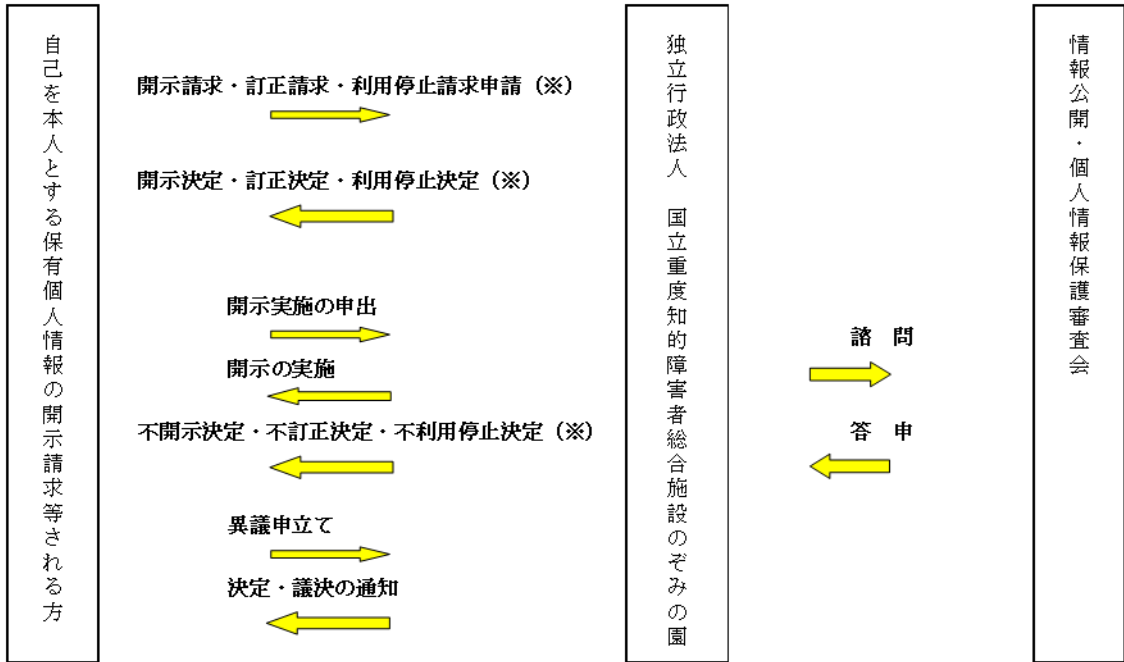 自己を本人とする保有個人情報の開示請求等される方
開示請求・訂正請求・利用停止請求申請（※）
開示決定・訂正決定・利用停止決定（※）
開示実施の申出
開示の実施
不開示決定・不訂正決定・不利用停止決定（※）
異議申立て
決定・議決の通知
独立行政法人　国立重度知的障害者総合施設のぞみの園
諮　問
答　申
情報公開・個人情報保護審査会